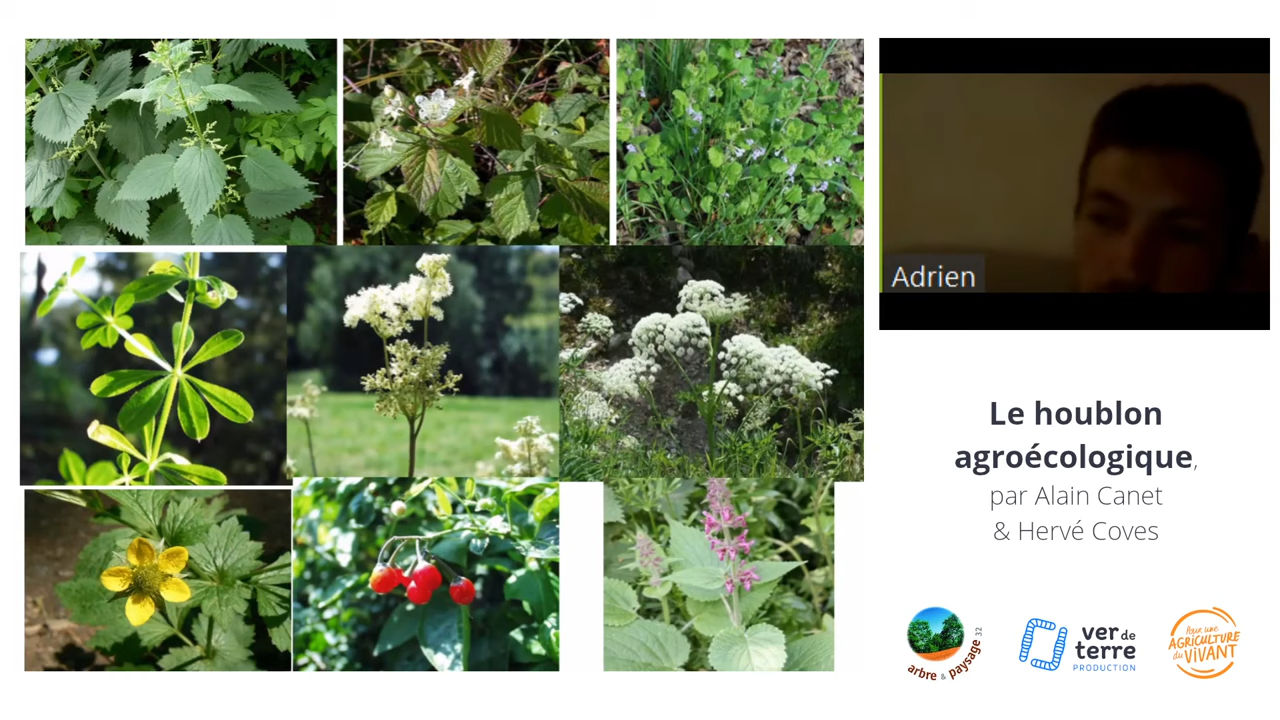 Adrien
Le houblon
agroécologique,
par Alain Canet
& Hervé Coves
arbre & paysage 32
ver de
terre
PRODUCTION
Pour une
AGRICULTURE
du VIVANT